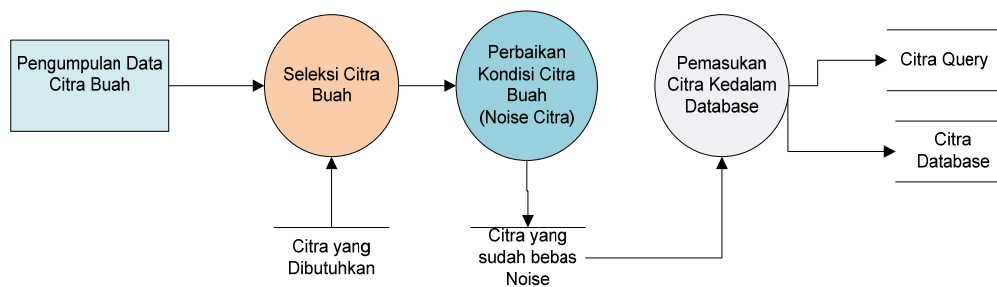 Pengumpulan Data
Citra Buah
Seleksi Citra
Buah
Perbaikan
Kondisi Citra
Buah
(Noise Citra)
Pemasukan
Citra Kedalam
Database
Citra Query
Citra
Database
Citra yang
Dibutuhkan
Citra yang
sudah bebas
Noise